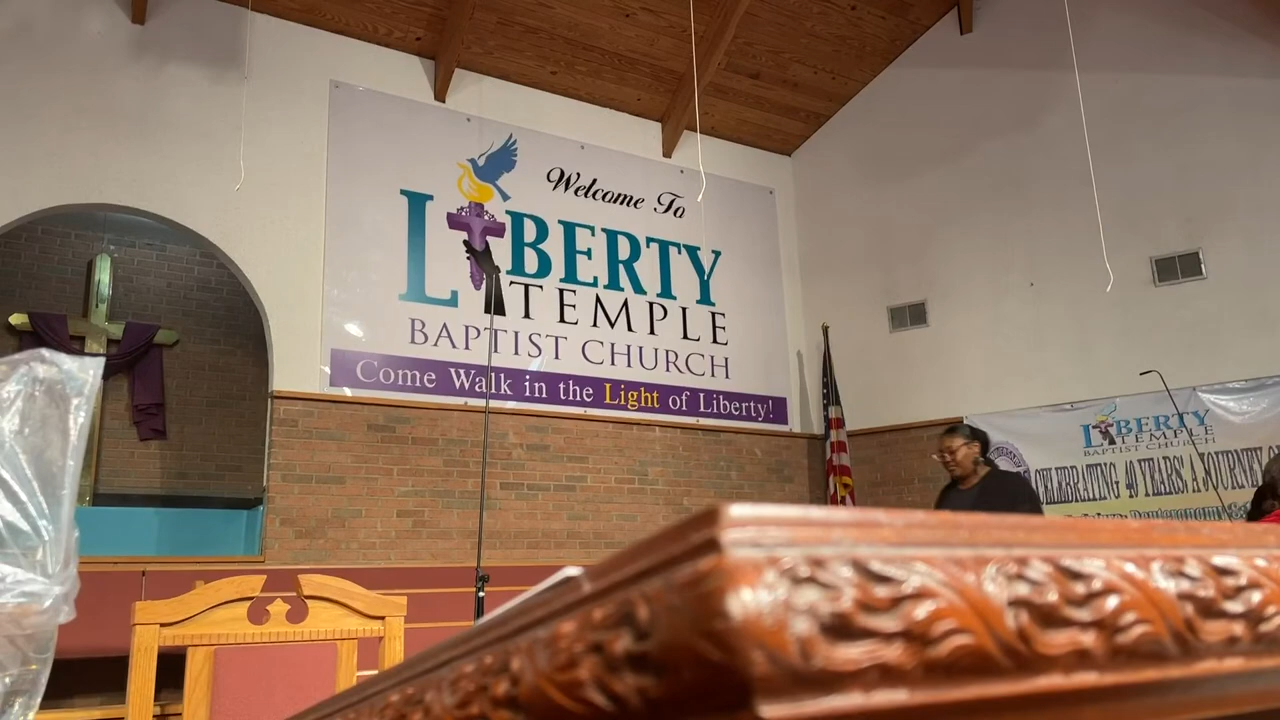 Welcome To
LIBERTY
TEMPLE
BAPTIST CHURCH
Come Walk in the Light of Liberty!
LIBERTY
TEMPLE
BAPTIST CHURCH
CELEBRATING 40 YEARS: A JOURNEY
Deuteronomy